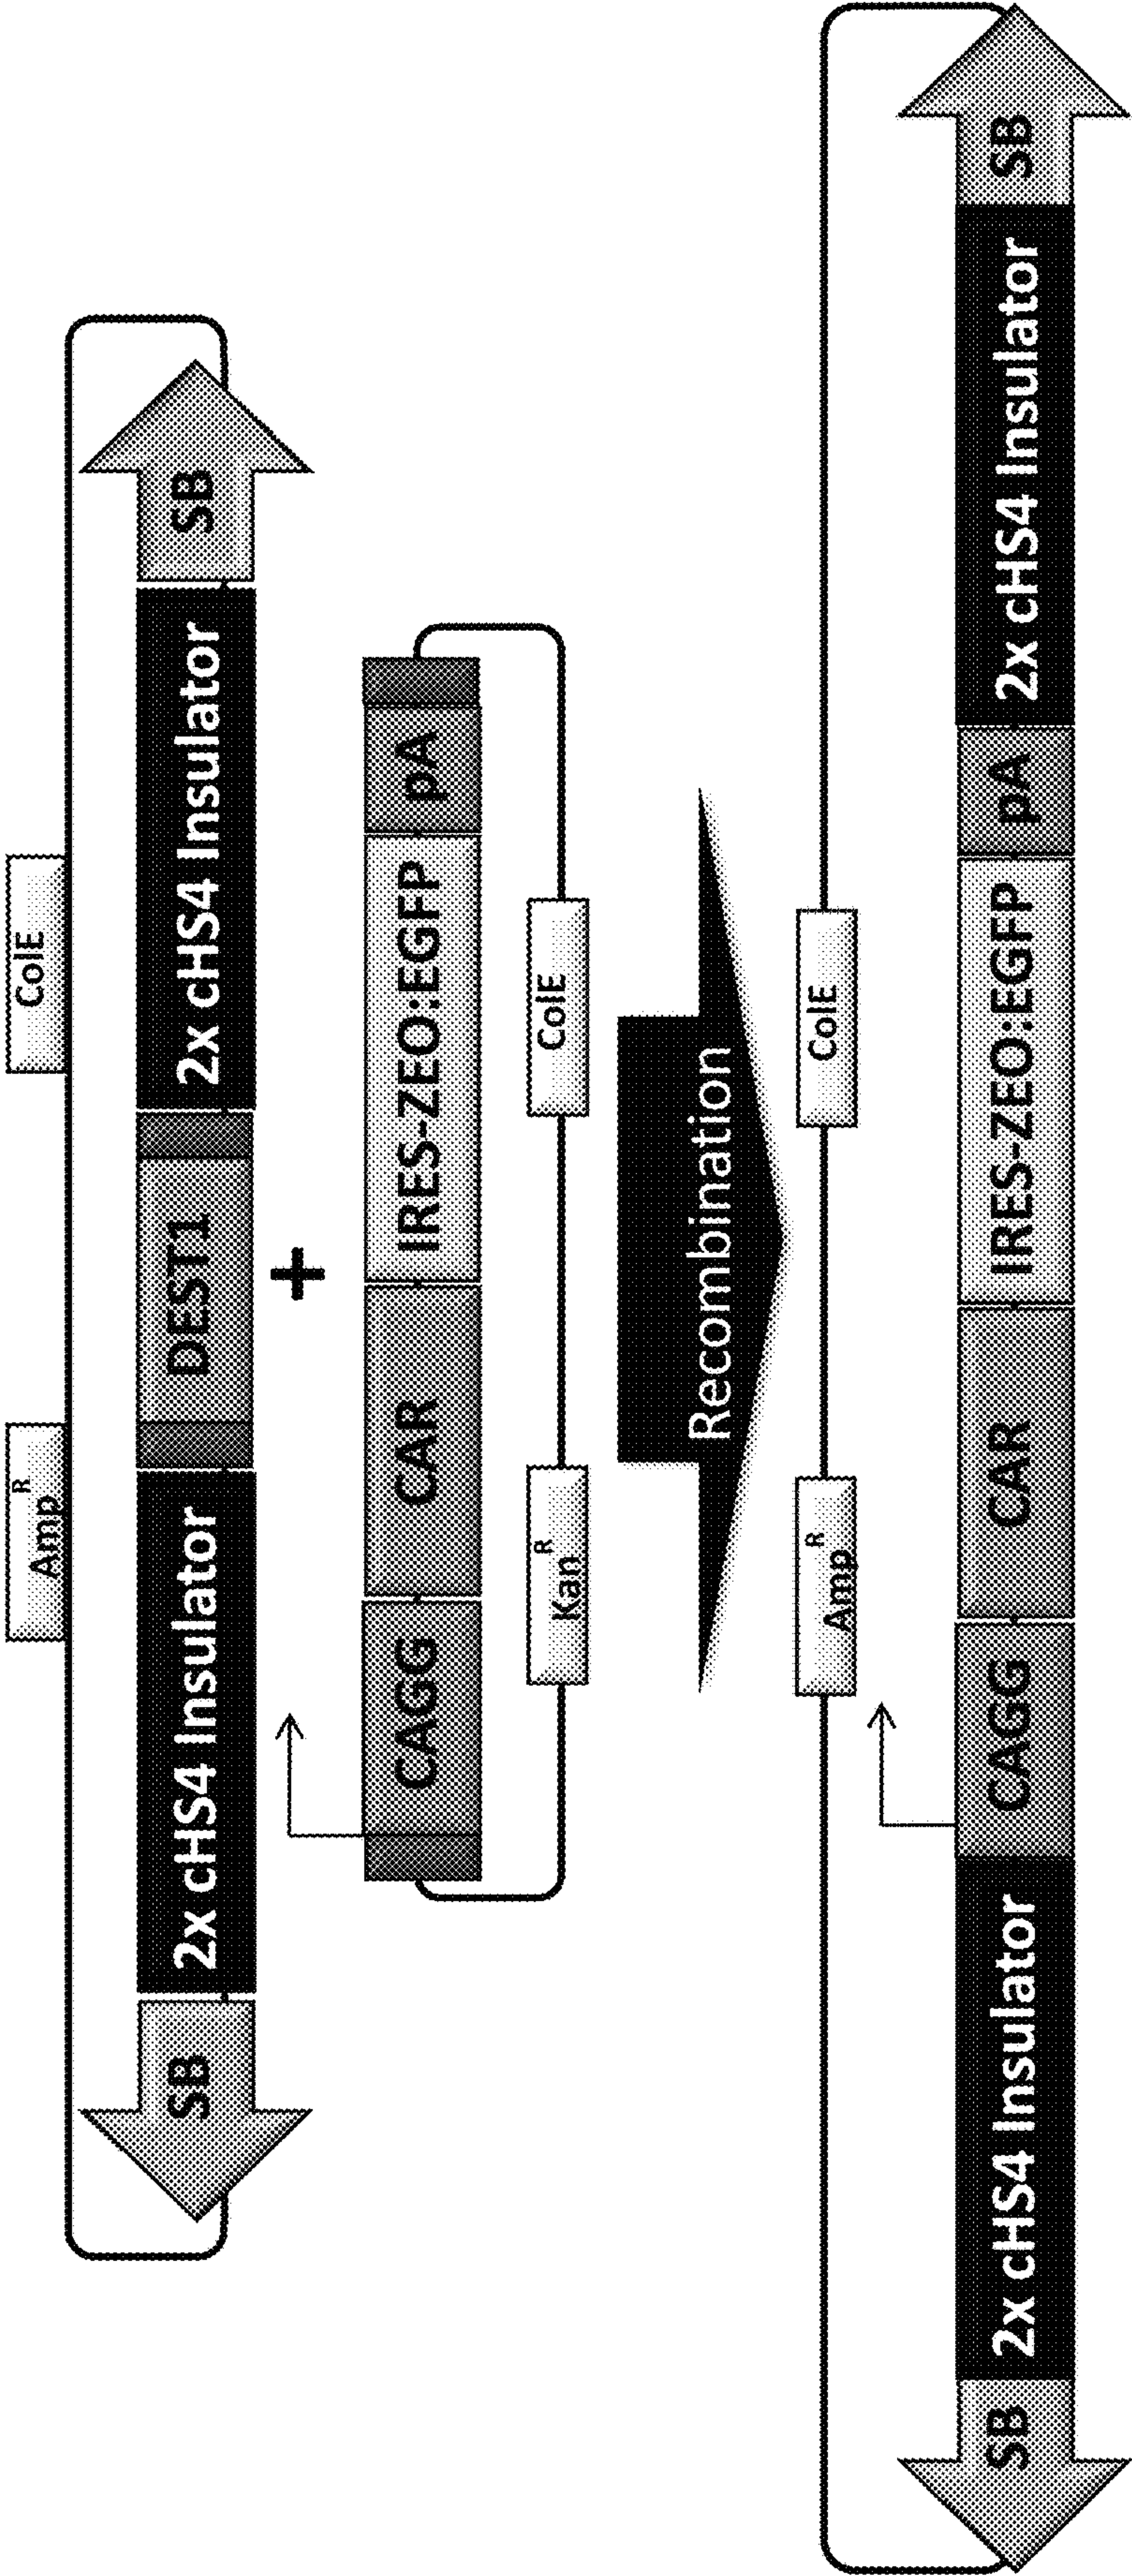 Amp^R
ColE
SB
2x cHS4 Insulator
DEST1
2x cHS4 Insulator
SB
+
CAGG
CAR
IRES-ZEO:EGFP
pA
Kan^R
ColE
Recombination
Amp^R
ColE
SB
2x cHS4 Insulator
CAGG
CAR
IRES-ZEO:EGFP
pA
2x cHS4 Insulator
SB